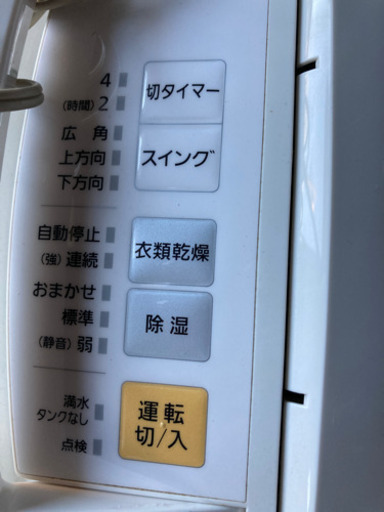 4
切タイマー
(時間) 2
広角
スイング
上方向
下方向
自動停止
衣類乾燥
(強) 連続
おまかせ
標準
除湿
(静音) 弱
満水
タンクなし
運転
切/入
点検